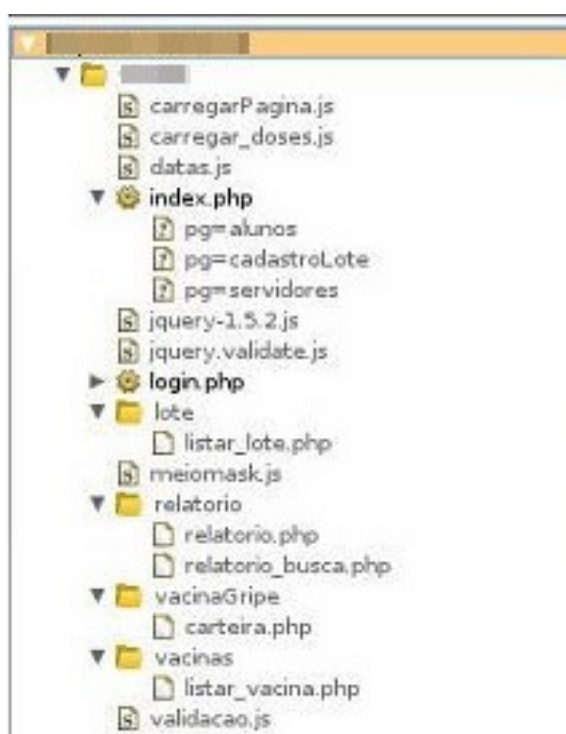 carregarPagina.js
carregar_doses.js
datas.js
index.php
pg=alunos
pg=cadastroLote
pg=servidores
jquery-1.5.2.js
jquery.validate.js
login.php
lote
listar_lote.php
meiomask.js
relatorio
relatorio.php
relatorio_busca.php
vacinaGripe
carteira.php
vacinas
listar_vacina.php
validacao.js